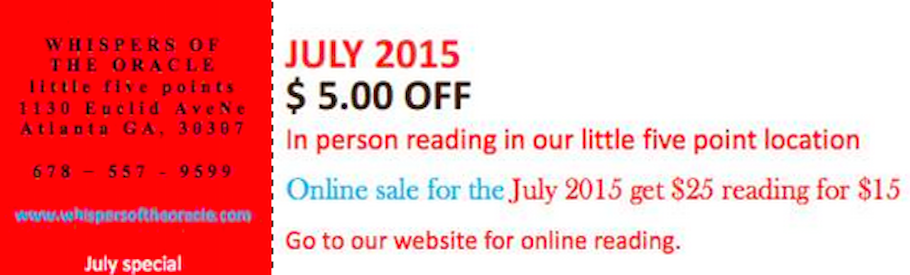 WHISPERS OF
THE ORACLE
little five points
1130 Euclid AveNe
Atlanta GA, 30307
678 – 557 - 9599
www.whispersoftheoracle.com
July special
JULY 2015
$ 5.00 OFF
In person reading in our little five point location
Online sale for the July 2015 get $25 reading for $15
Go to our website for online reading.